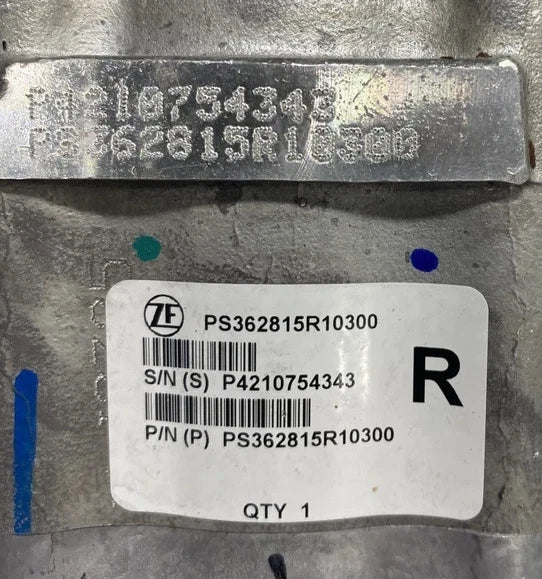 P4210754343
PS362815R10300
ZF PS362815R10300
S/N (S) P4210754343
R
P/N (P) PS362815R10300
QTY 1